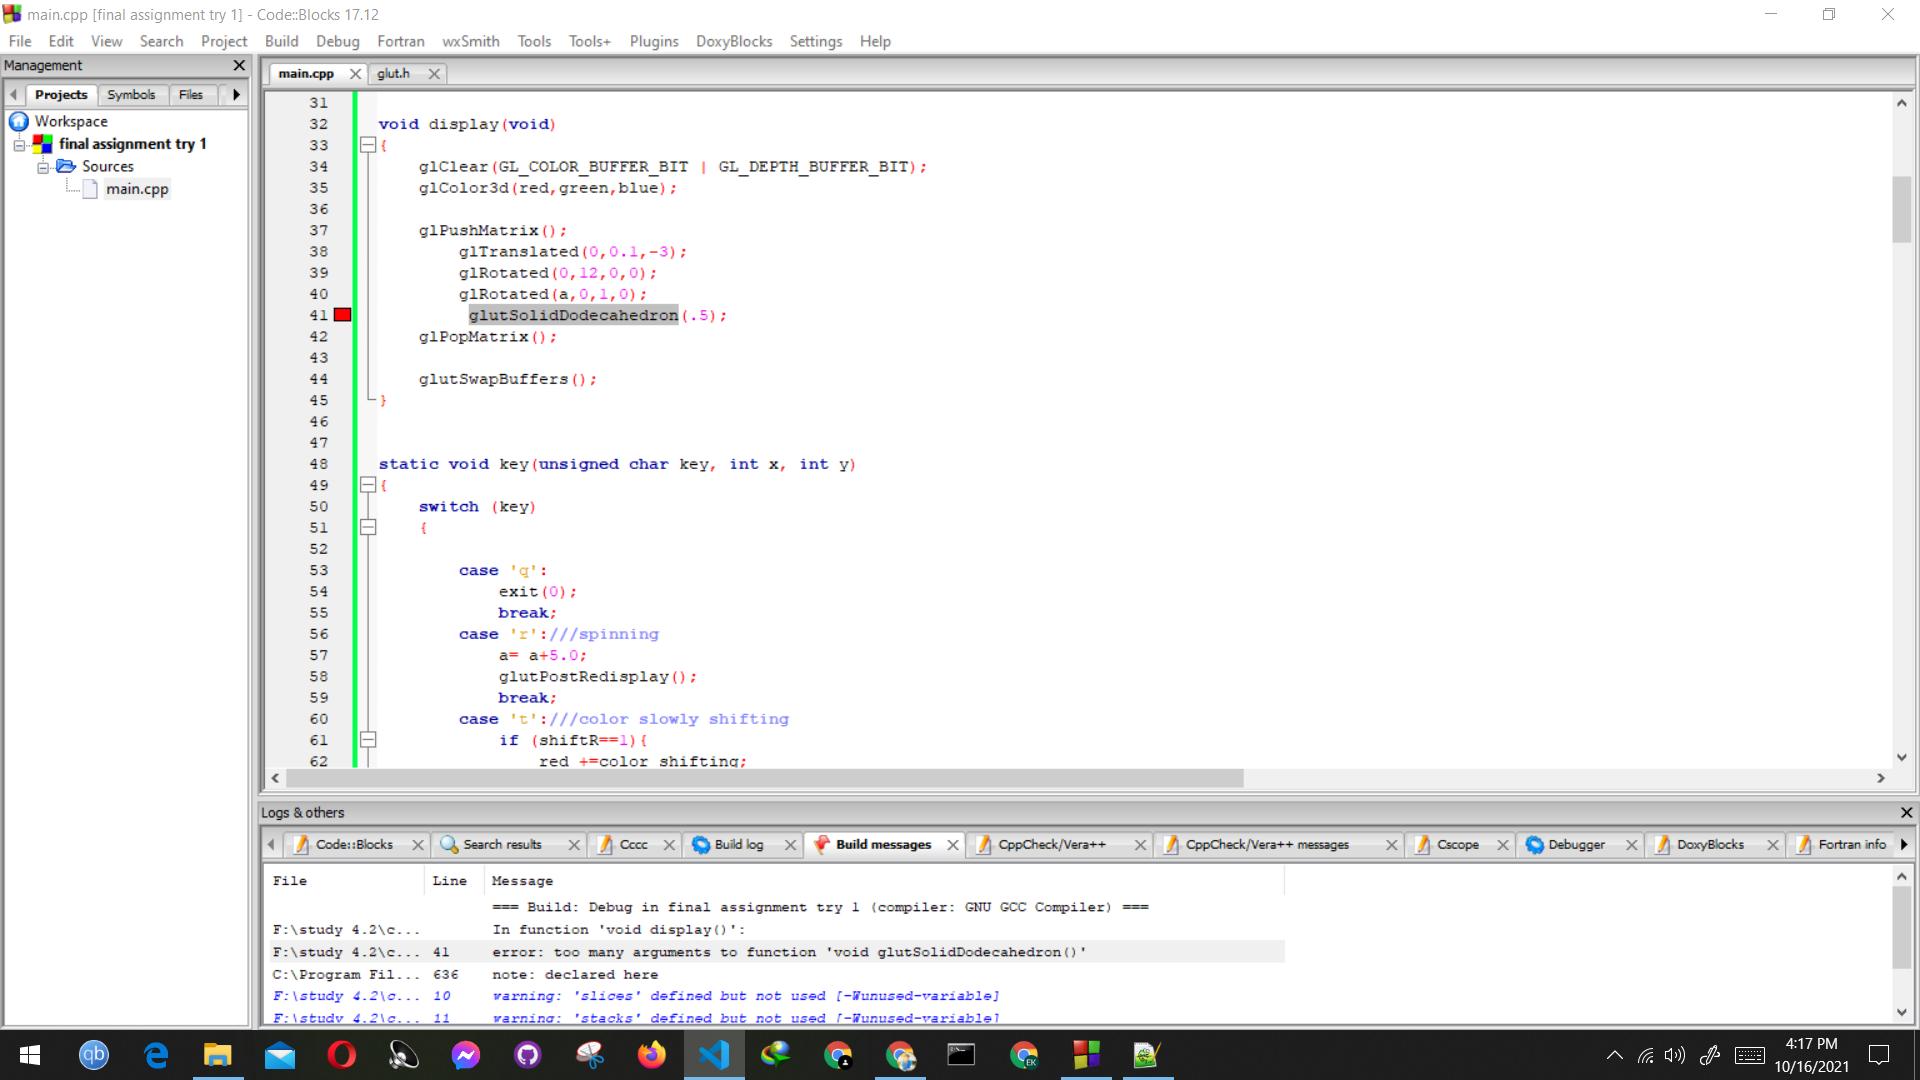 main.cpp [final assignment try 1] - Code::Blocks 17.12
File Edit View Search Project Build Debug Fortran wxSmith Tools Tools+ Plugins DoxyBlocks Settings Help
Management
Projects Symbols Files
Workspace
final assignment try 1
Sources
main.cpp
main.cpp glut.h
31
32 void display(void)
33 {
34 glClear(GL_COLOR_BUFFER_BIT | GL_DEPTH_BUFFER_BIT);
35 glColor3d(red,green,blue);
36
37 glPushMatrix();
38 glTranslated(0,0.1,-3);
39 glRotated(0,12,0,0);
40 glRotated(a,0,1,0);
41 glutSolidDodecahedron(.5);
42 glPopMatrix();
43
44 glutSwapBuffers();
45 }
46
47
48 static void key(unsigned char key, int x, int y)
49 {
50 switch (key)
51 {
52
53 case 'q':
54 exit(0);
55 break;
56 case 'r':///spinning
57 a= a+5.0;
58 glutPostRedisplay();
59 break;
60 case 't':///color slowly shifting
61 if (shiftR==1){
62 red +=color_shifting;
Logs & others
Code::Blocks Search results Cccc Build log Build messages CppCheck/Vera++ CppCheck/Vera++ messages Cscope Debugger DoxyBlocks Fortran info
File Line Message
=== Build: Debug in final assignment try 1 (compiler: GNU GCC Compiler) ===
F:\study 4.2\c... In function 'void display()':
F:\study 4.2\c... 41 error: too many arguments to function 'void glutSolidDodecahedron()'
C:\Program Fil... 636 note: declared here
F:\study 4.2\c... 10 warning: 'slices' defined but not used [-Wunused-variable]
F:\study 4.2\c... 11 warning: 'stacks' defined but not used [-Wunused-variable]
qb
EK
4:17 PM
10/16/2021